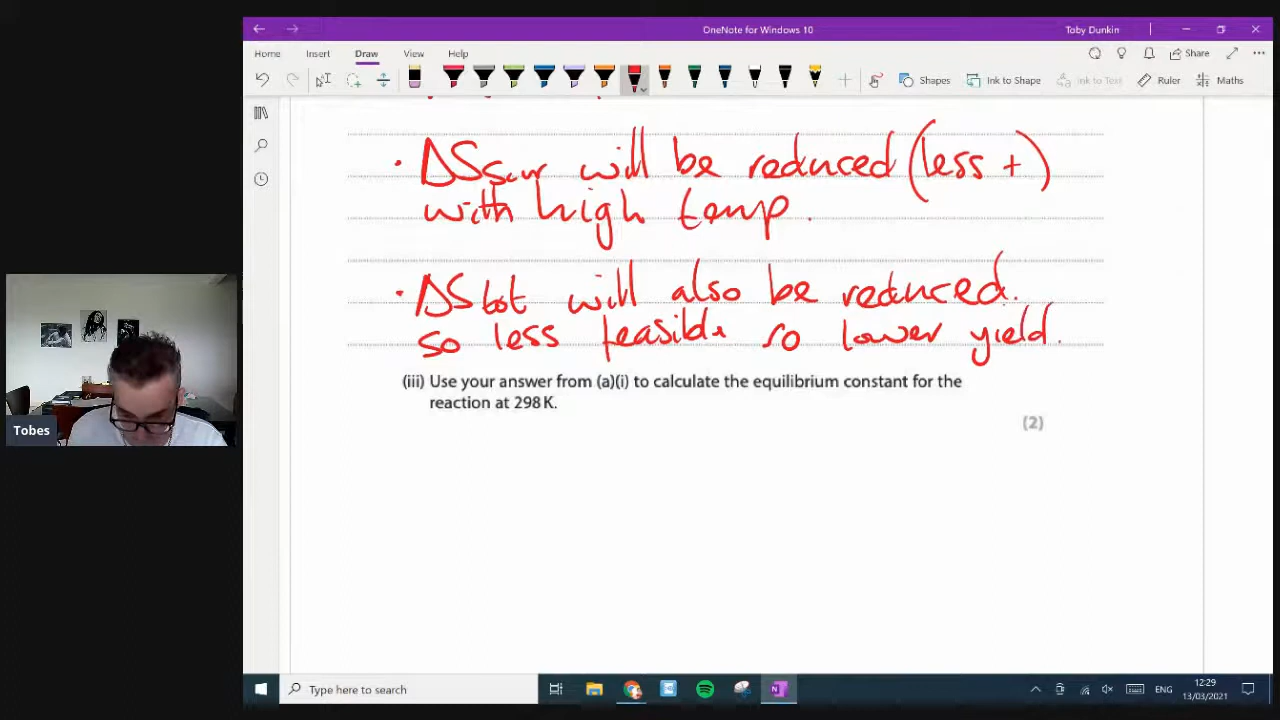 OneNote for Windows 10
Toby Dunkin
Home Insert Draw View Help
Share
Shapes
Ink to Shape
Ink to Text
Ruler
Maths
• ΔSsurr will be reduced (less +)
with high temp.
• ΔStot will also be reduced.
so less feasible so lower yield.
(iii) Use your answer from (a)(i) to calculate the equilibrium constant for the
reaction at 298 K.
(2)
Tobes
Type here to search
ENG
12:29
13/03/2021